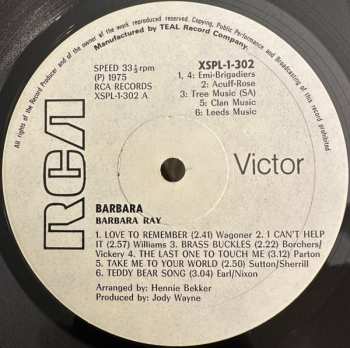 All rights of the Record Producer and of the Owner of the Recorded Work reproduced reserved. Copying, Public Performance and Broadcasting of this record prohibited.
Manufactured by TEAL Record Company.
SPEED 33⅓rpm
(P) 1975
RCA RECORDS
XSPL-1-302 A
XSPL-1-302
1, 4: Emi-Brigadiers
2: Acuff-Rose
3: Tree Music (SA)
5: Clan Music
6: Leeds Music
RCA
Victor
BARBARA
BARBARA RAY
1. LOVE TO REMEMBER (2.41) Wagoner 2. I CAN'T HELP
IT (2.57) Williams 3. BRASS BUCKLES (2.22) Borchers/
Vickery 4. THE LAST ONE TO TOUCH ME (3.12) Parton
5. TAKE ME TO YOUR WORLD (2.50) Sutton/Sherrill
6. TEDDY BEAR SONG (3.04) Earl/Nixon
Arranged by: Hennie Bekker
Produced by: Jody Wayne